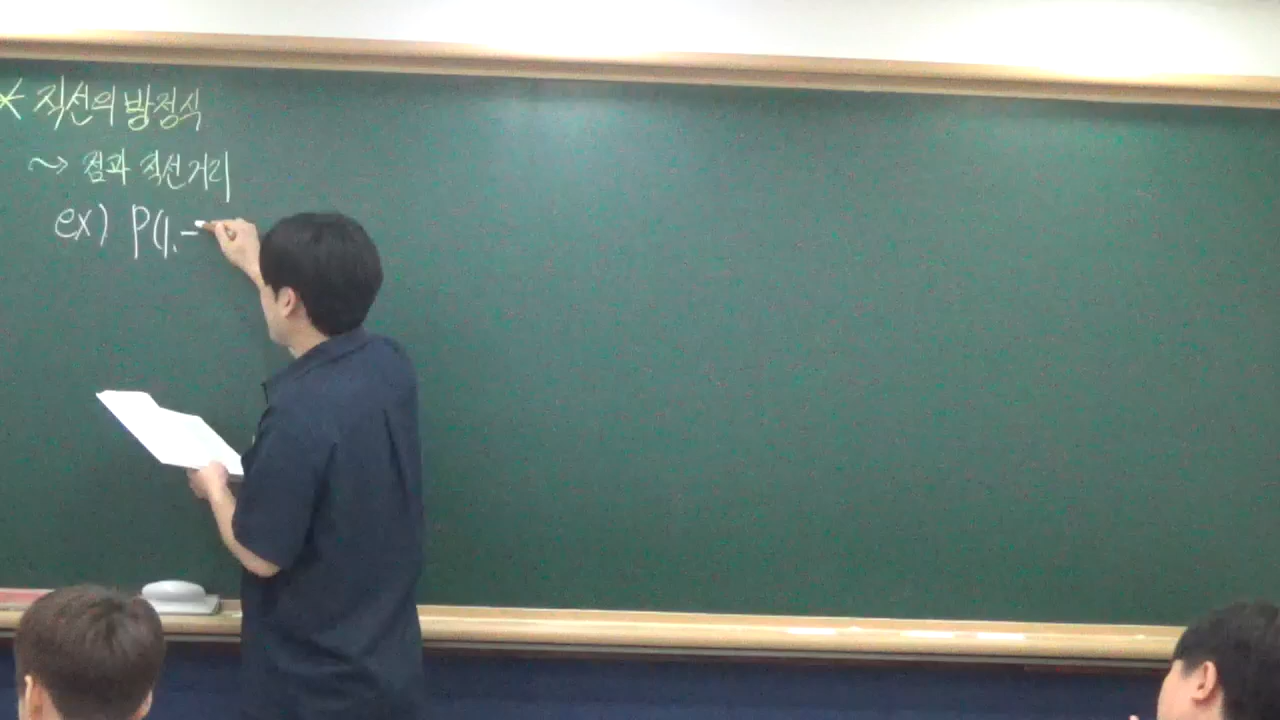 * 직선의 방정식
~> 점과 직선거리
ex) P(1, -